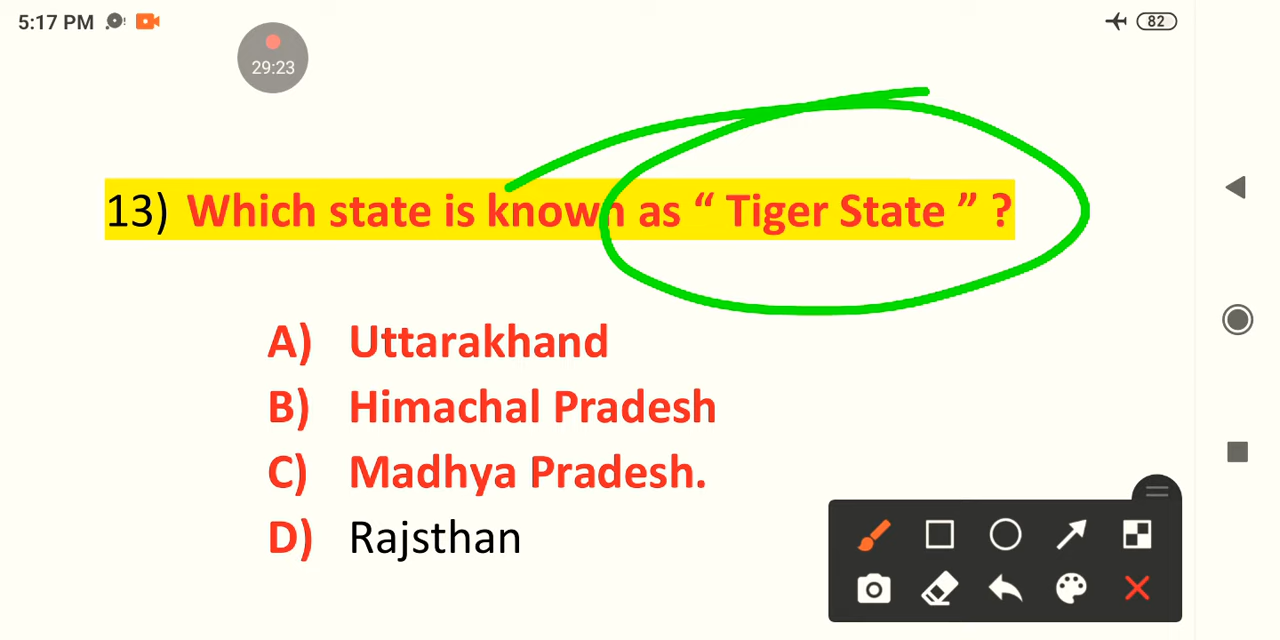 5:17 PM
82
29:23
13) Which state is known as “ Tiger State ” ?
A) Uttarakhand
B) Himachal Pradesh
C) Madhya Pradesh.
D) Rajsthan